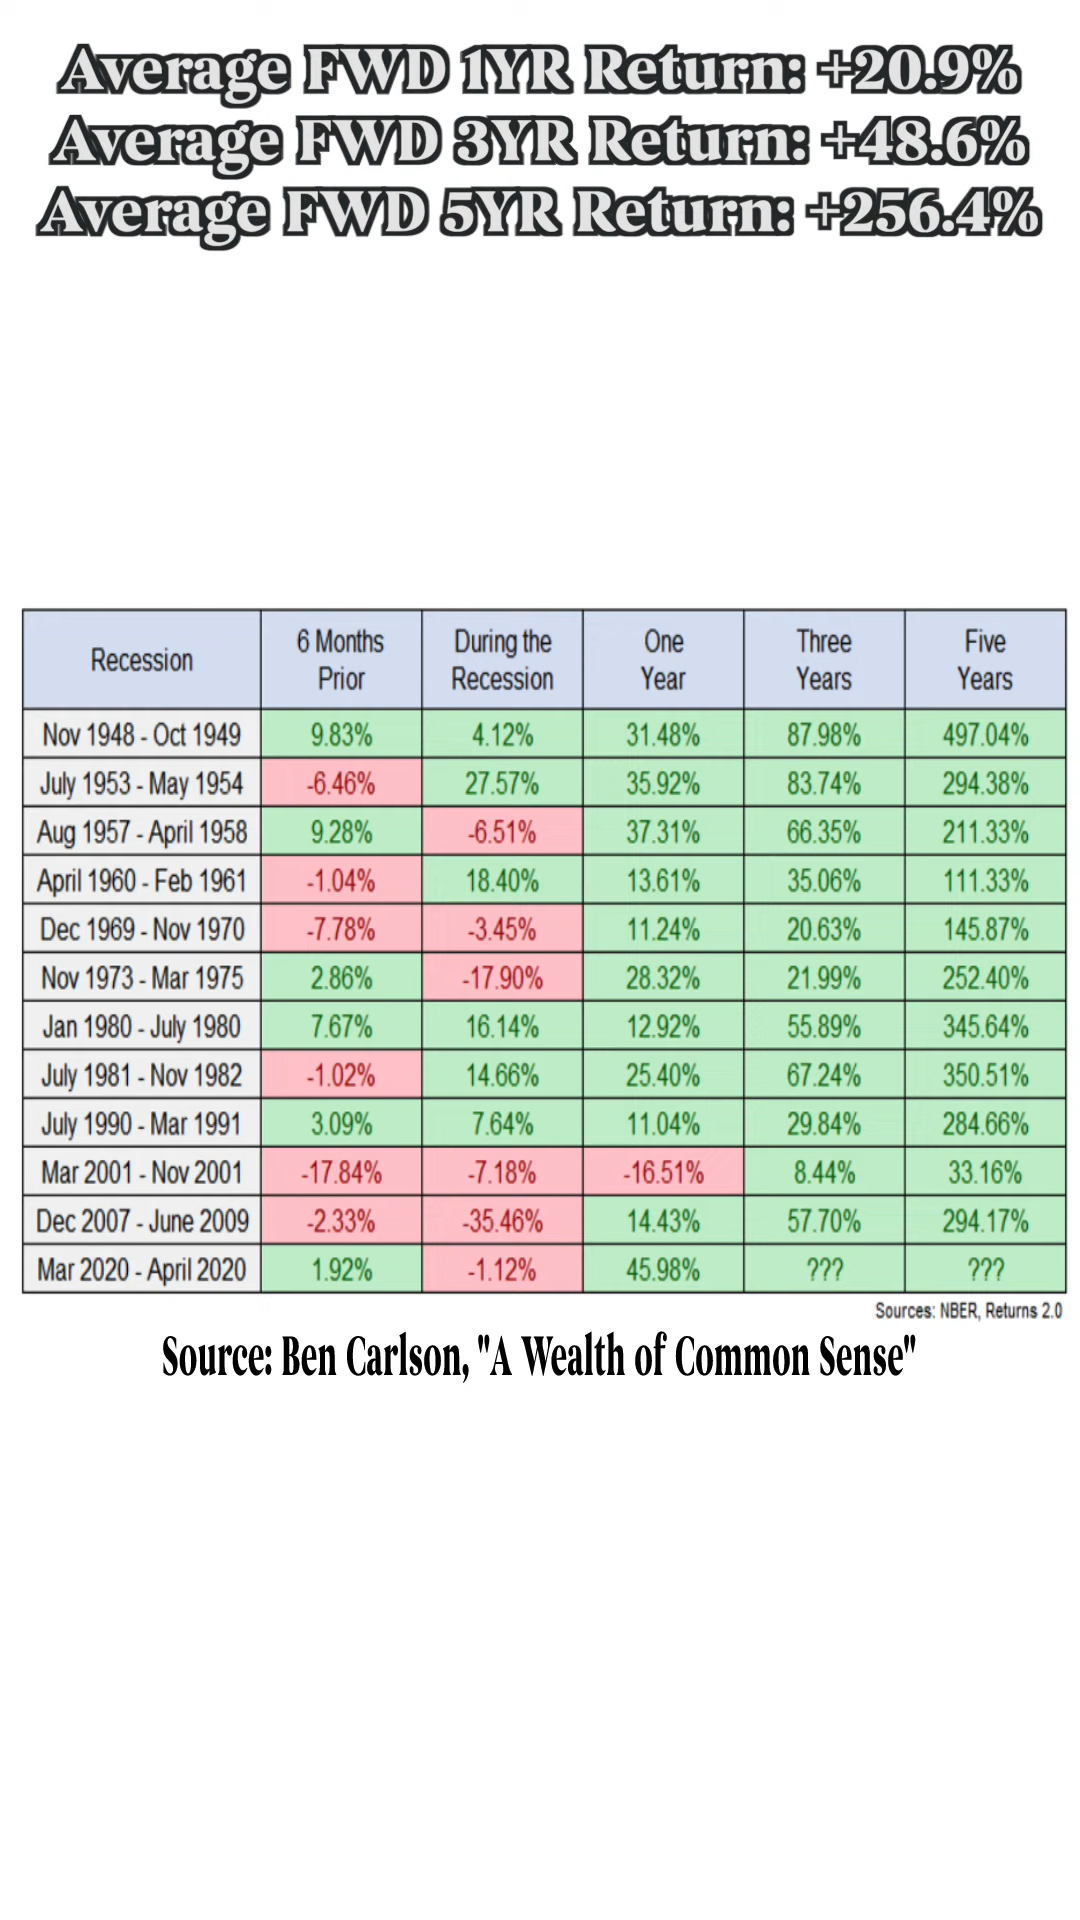 Average FWD 1YR Return: +20.9%
Average FWD 3YR Return: +48.6%
Average FWD 5YR Return: +256.4%
Recession | 6 Months Prior | During the Recession | One Year | Three Years | Five Years
Nov 1948 - Oct 1949 | 9.83% | 4.12% | 31.48% | 87.98% | 497.04%
July 1953 - May 1954 | -6.46% | 27.57% | 35.92% | 83.74% | 294.38%
Aug 1957 - April 1958 | 9.28% | -6.51% | 37.31% | 66.35% | 211.33%
April 1960 - Feb 1961 | -1.04% | 18.40% | 13.61% | 35.06% | 111.33%
Dec 1969 - Nov 1970 | -7.78% | -3.45% | 11.24% | 20.63% | 145.87%
Nov 1973 - Mar 1975 | 2.86% | -17.90% | 28.32% | 21.99% | 252.40%
Jan 1980 - July 1980 | 7.67% | 16.14% | 12.92% | 55.89% | 345.64%
July 1981 - Nov 1982 | -1.02% | 14.66% | 25.40% | 67.24% | 350.51%
July 1990 - Mar 1991 | 3.09% | 7.64% | 11.04% | 29.84% | 284.66%
Mar 2001 - Nov 2001 | -17.84% | -7.18% | -16.51% | 8.44% | 33.16%
Dec 2007 - June 2009 | -2.33% | -35.46% | 14.43% | 57.70% | 294.17%
Mar 2020 - April 2020 | 1.92% | -1.12% | 45.98% | ??? | ???
Sources: NBER, Returns 2.0
Source: Ben Carlson, "A Wealth of Common Sense"